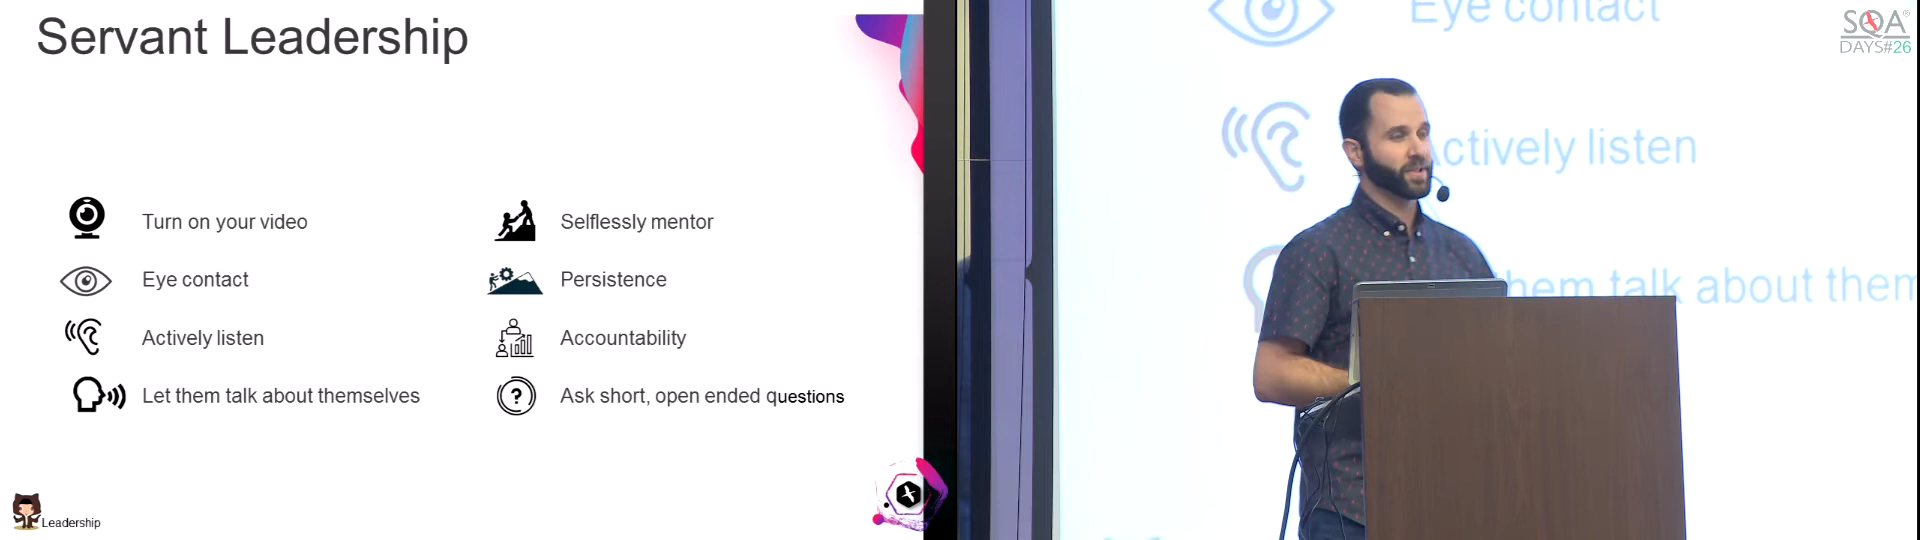 Servant Leadership
Turn on your video
Eye contact
Actively listen
Let them talk about themselves
Selflessly mentor
Persistence
Accountability
Ask short, open ended questions
Leadership
Eye contact
ctively listen
hem talk about them
SQA®
DAYS#26